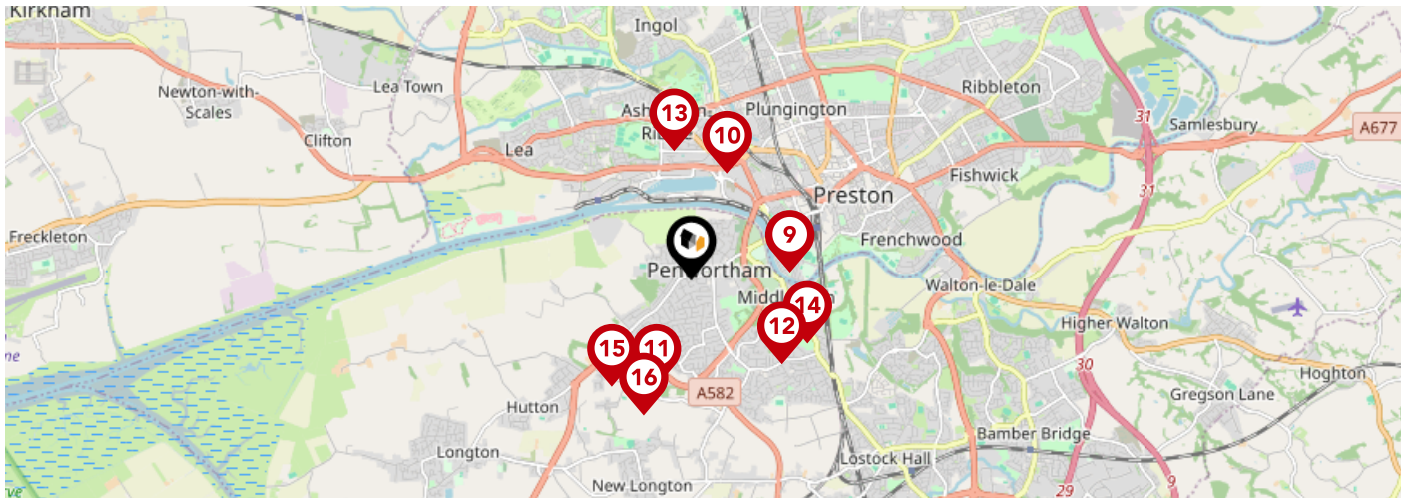 Kirkham
Ingol
Lea Town
Newton-with-
Scales
Ribbleton
Plungington
13
31
Samlesbury
A677
10
Clifton
Lea
Fishwick
31
Preston
9
Freckleton
Frenchwood
Penwortham
Walton-le-Dale
14
12
Higher Walton
15
11
16
30
Hoghton
A582
Gregson Lane
Hutton
Bamber Bridge
Longton
Lostock Hall
New Longton
29
9